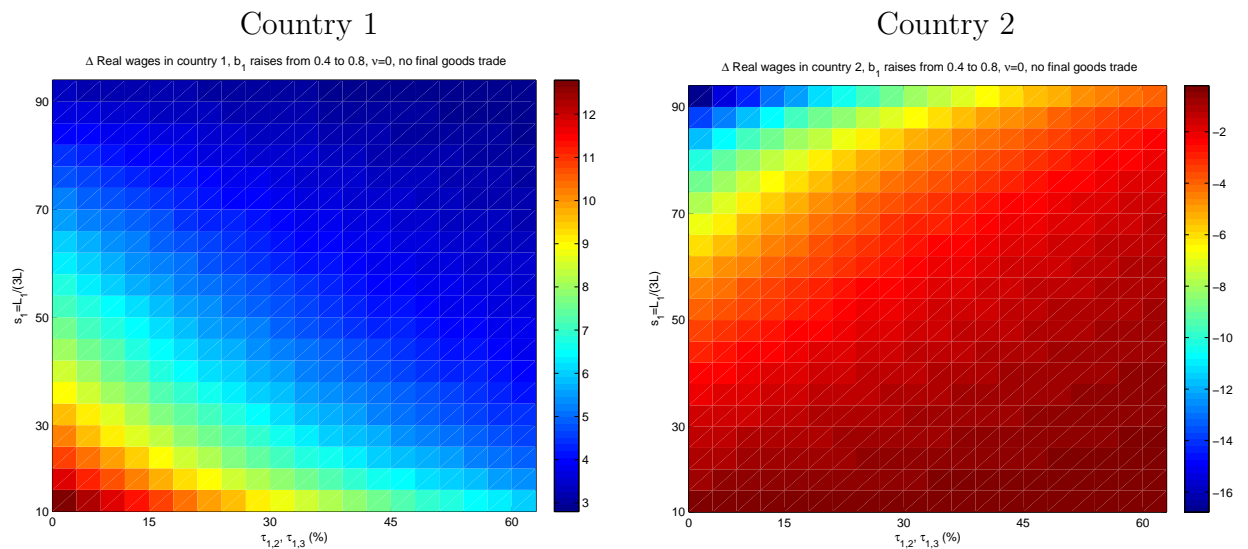 Country 1
Δ Real wages in country 1, b₁ raises from 0.4 to 0.8, ν=0, no final goods trade
90
70
50
30
10
s₁=L₁/(3L)
0 15 30 45 60
τ₁,₂, τ₁,₃ (%)
12
11
10
9
8
7
6
5
4
3
Country 2
Δ Real wages in country 2, b₁ raises from 0.4 to 0.8, ν=0, no final goods trade
90
70
50
30
10
s₁=L₁/(3L)
0 15 30 45 60
τ₁,₂, τ₁,₃ (%)
−2
−4
−6
−8
−10
−12
−14
−16